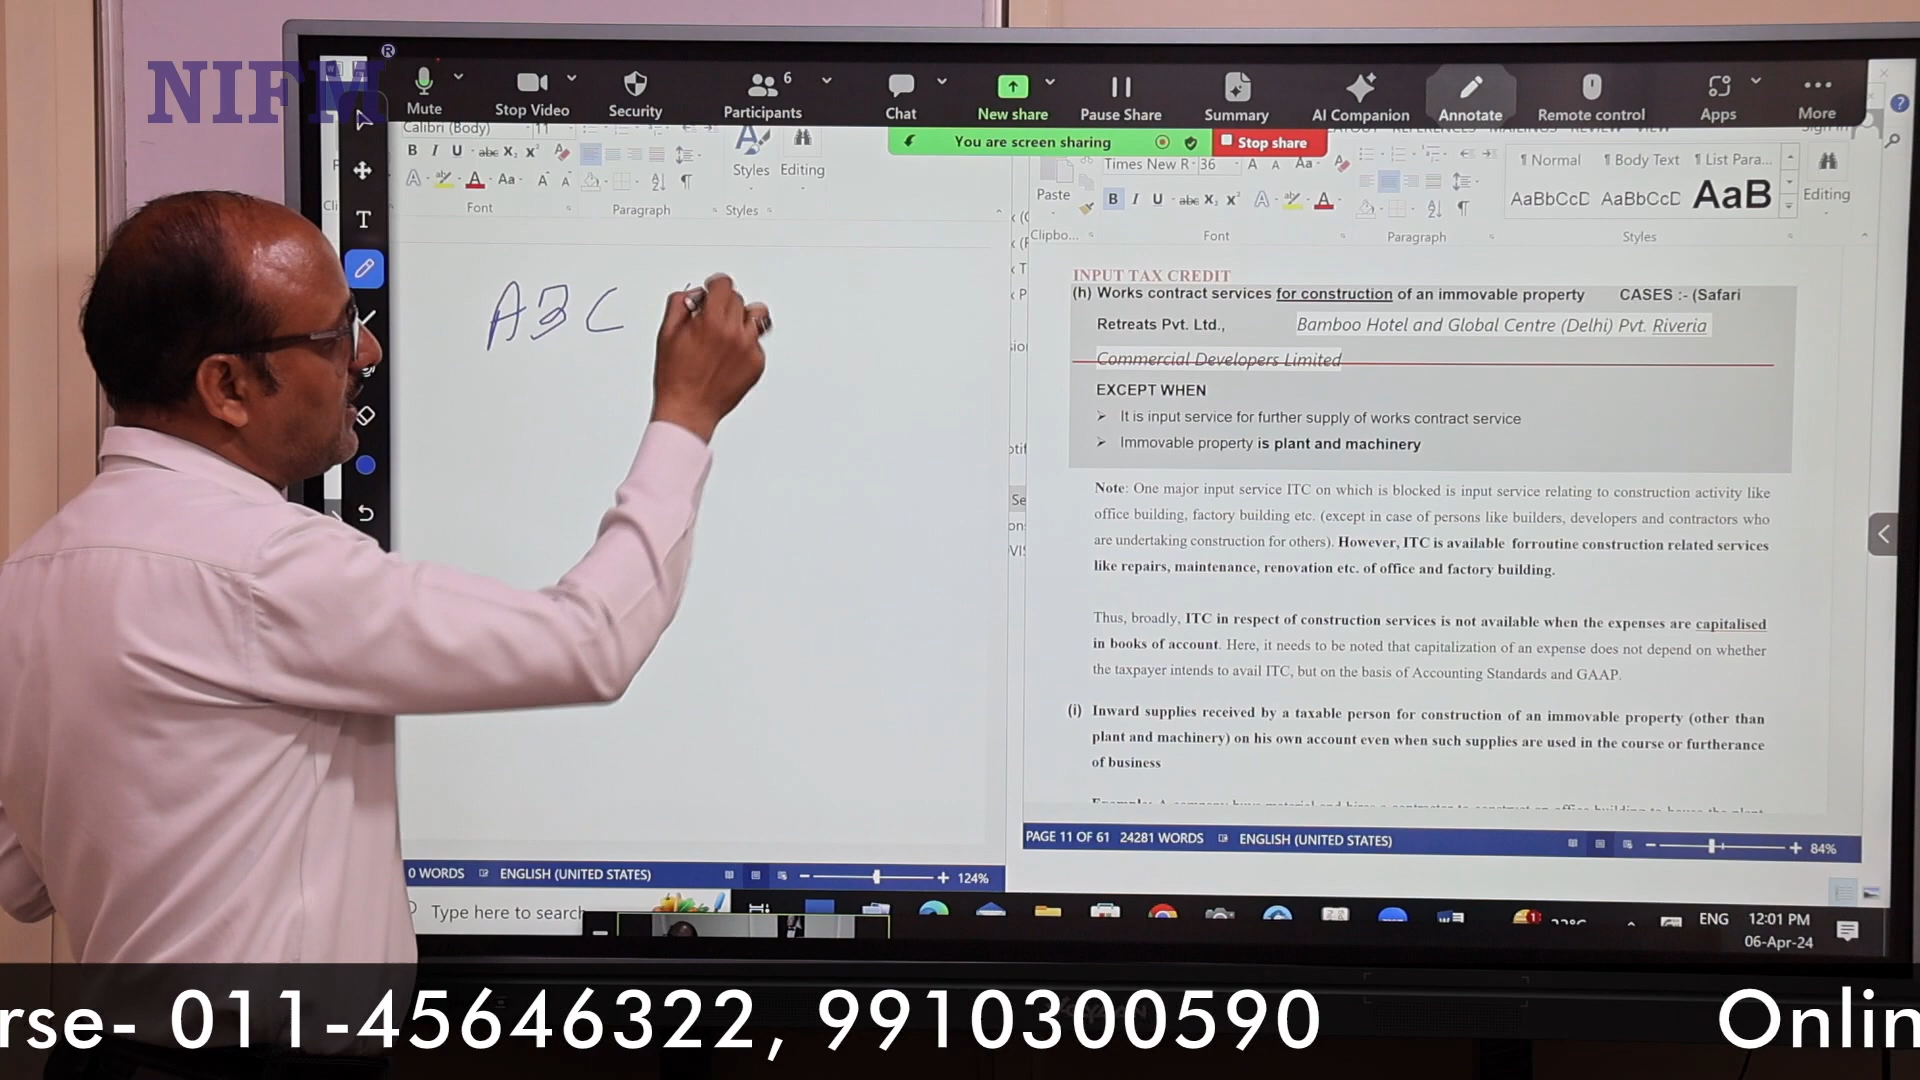 NIFM®
Mute
Stop Video
Security
Participants 6
Chat
New share
Pause Share
Summary
AI Companion
Annotate
Remote control
Apps
More
You are screen sharing
Stop share
Calibri (Body) 11
B I U abc X₂ X²
Aa
Styles
Editing
Font
Paragraph
Styles
T
ABC
Paste
Times New R 36
Aa
B I U abc X₂ X²
¶ Normal
¶ Body Text
¶ List Para...
AaBbCcD AaBbCcD AaB
Editing
Clipbo...
Font
Paragraph
Styles
INPUT TAX CREDIT
(h) Works contract services for construction of an immovable property CASES :- (Safari
Retreats Pvt. Ltd., Bamboo Hotel and Global Centre (Delhi) Pvt. Riveria
Commercial Developers Limited
EXCEPT WHEN
➢ It is input service for further supply of works contract service
➢ Immovable property is plant and machinery
Note: One major input service ITC on which is blocked is input service relating to construction activity like
office building, factory building etc. (except in case of persons like builders, developers and contractors who
are undertaking construction for others). However, ITC is available forroutine construction related services
like repairs, maintenance, renovation etc. of office and factory building.
Thus, broadly, ITC in respect of construction services is not available when the expenses are capitalised
in books of account. Here, it needs to be noted that capitalization of an expense does not depend on whether
the taxpayer intends to avail ITC, but on the basis of Accounting Standards and GAAP.
(i) Inward supplies received by a taxable person for construction of an immovable property (other than
plant and machinery) on his own account even when such supplies are used in the course or furtherance
of business
PAGE 11 OF 61 24281 WORDS ENGLISH (UNITED STATES) 84%
0 WORDS ENGLISH (UNITED STATES) 124%
Type here to search
ENG
12:01 PM
06-Apr-24
rse- 011-45646322, 9910300590 Onlin